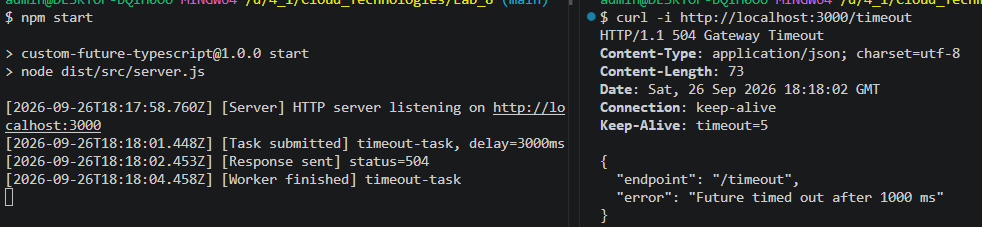 $ npm start
> custom-future-typescript@1.0.0 start
> node dist/src/server.js
[2026-09-26T18:17:58.760Z] [Server] HTTP server listening on http://lo
calhost:3000
[2026-09-26T18:18:01.448Z] [Task submitted] timeout-task, delay=3000ms
[2026-09-26T18:18:02.453Z] [Response sent] status=504
[2026-09-26T18:18:04.458Z] [Worker finished] timeout-task
$ curl -i http://localhost:3000/timeout
HTTP/1.1 504 Gateway Timeout
Content-Type: application/json; charset=utf-8
Content-Length: 73
Date: Sat, 26 Sep 2026 18:18:02 GMT
Connection: keep-alive
Keep-Alive: timeout=5
{
"endpoint": "/timeout",
"error": "Future timed out after 1000 ms"
}